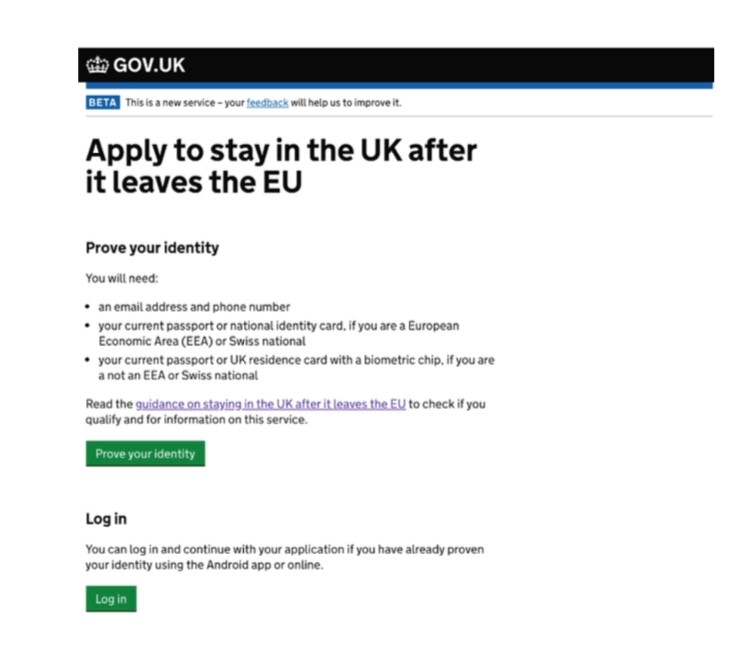 GOV.UK
BETA This is a new service – your feedback will help us to improve it.
Apply to stay in the UK after
it leaves the EU
Prove your identity
You will need:
• an email address and phone number
• your current passport or national identity card, if you are a European
Economic Area (EEA) or Swiss national
• your current passport or UK residence card with a biometric chip, if you are
a not an EEA or Swiss national
Read the guidance on staying in the UK after it leaves the EU to check if you
qualify and for information on this service.
Prove your identity
Log in
You can log in and continue with your application if you have already proven
your identity using the Android app or online.
Log in